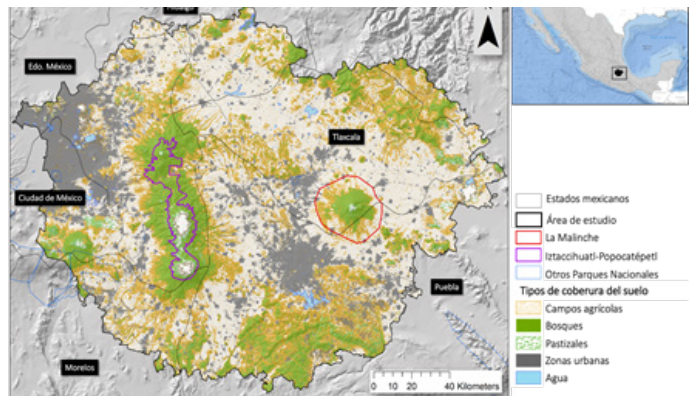 Hidalgo
N
Edo. México
Tlaxcala
Ciudad de México
Puebla
Morelos
0 10 20 40 Kilometers
Estados mexicanos
Área de estudio
La Malinche
Iztaccihuatl-Popocatépetl
Otros Parques Nacionales
Tipos de coberura del suelo
Campos agrícolas
Bosques
Pastizales
Zonas urbanas
Agua